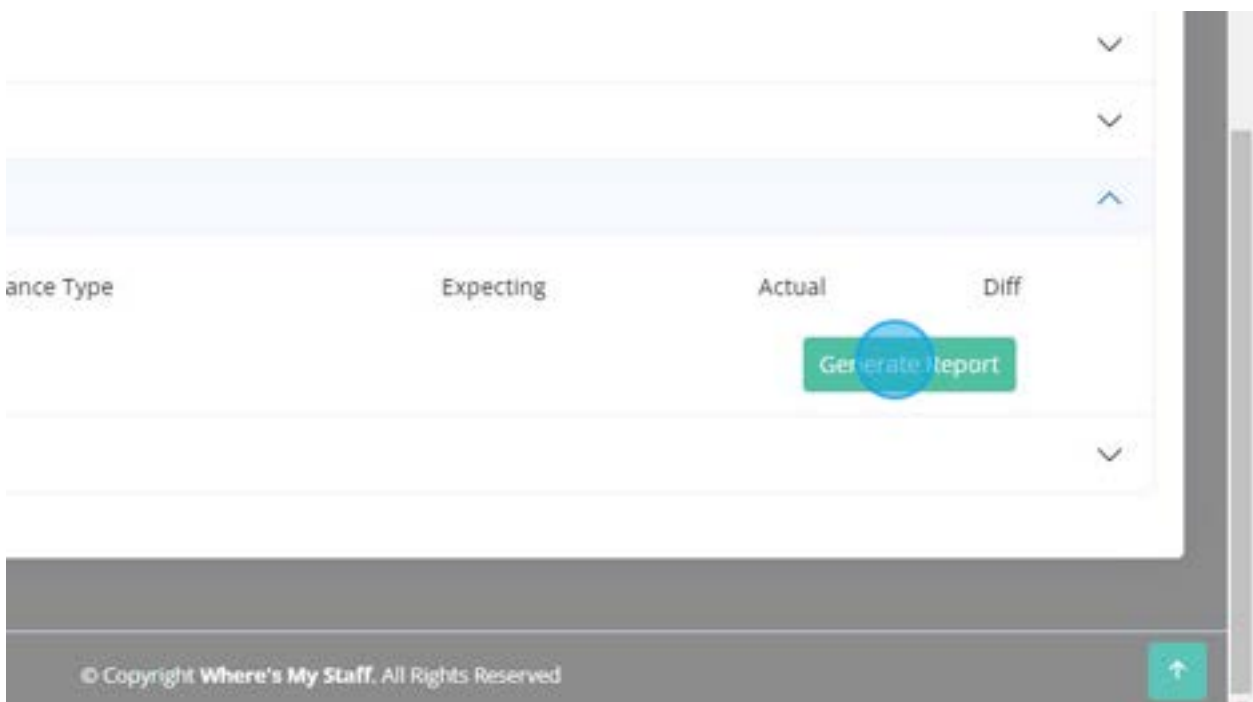 ance Type Expecting Actual Diff
Generate Report
© Copyright Where's My Staff. All Rights Reserved